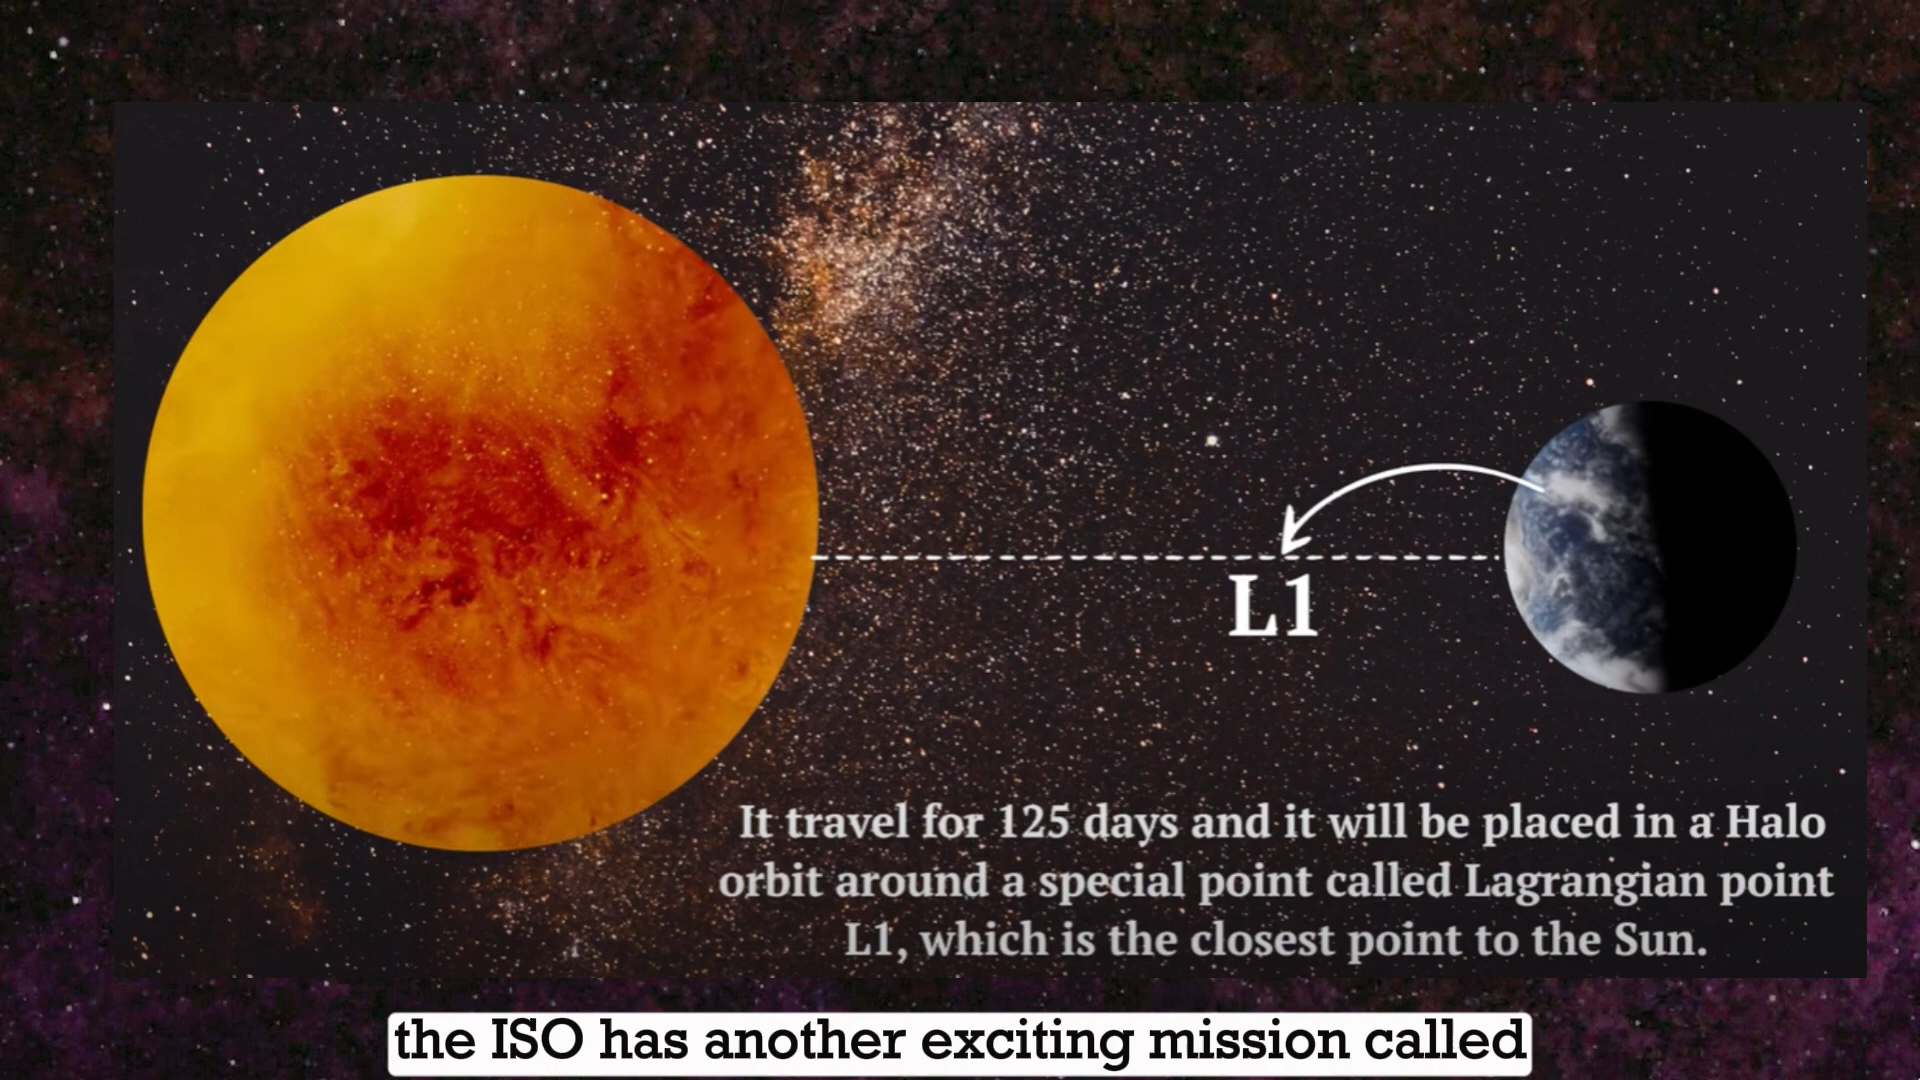 L1
It travel for 125 days and it will be placed in a Halo
orbit around a special point called Lagrangian point
L1, which is the closest point to the Sun.
the ISO has another exciting mission called